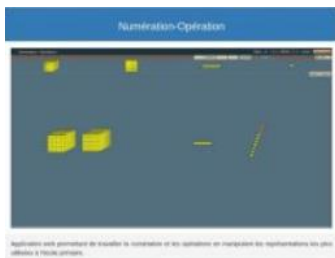 Numération-Opération
Application web permettant de travailler la numération et les opérations en manipulant les représentations les plus
utilisées à l'école primaire.